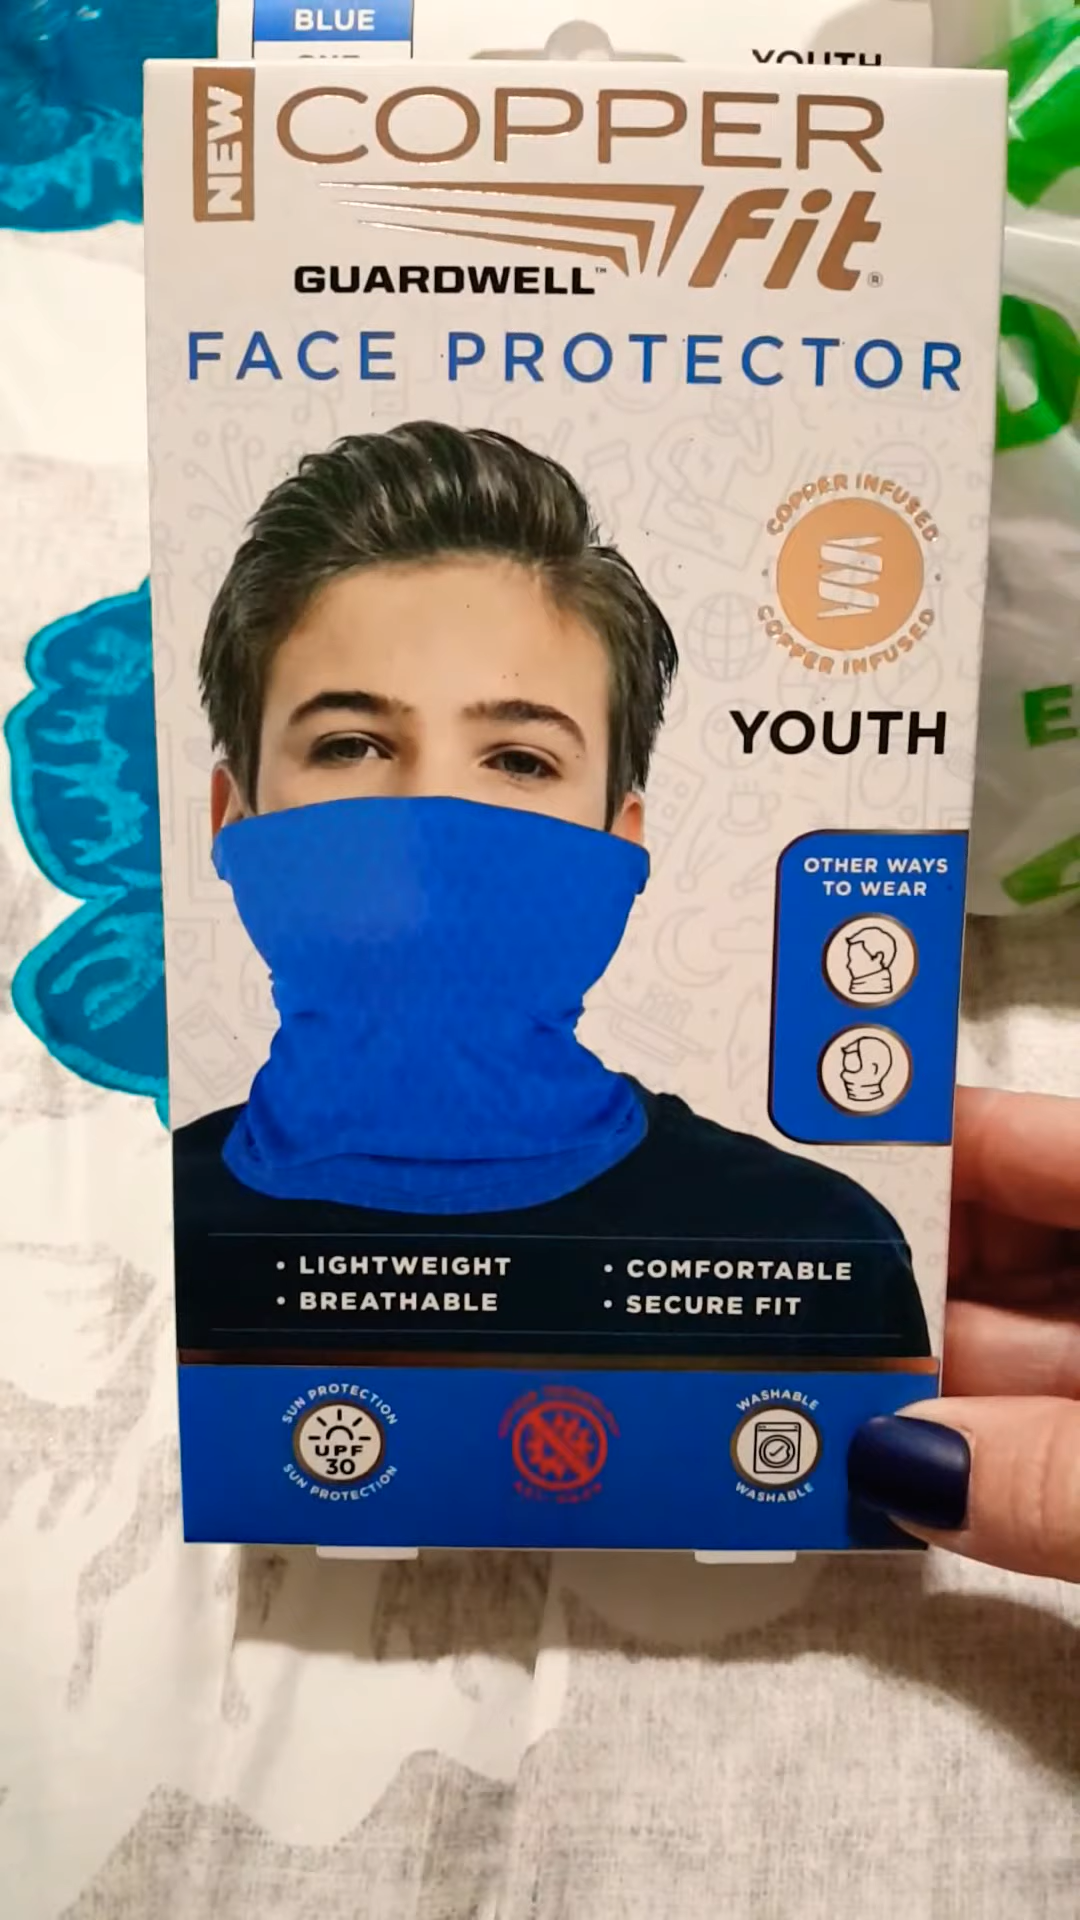 BLUE
YOUTH
NEW
COPPER
fit®
GUARDWELL™
FACE PROTECTOR
COPPER INFUSED
COPPER INFUSED
YOUTH
OTHER WAYS
TO WEAR
• LIGHTWEIGHT
• BREATHABLE
• COMFORTABLE
• SECURE FIT
SUN PROTECTION
UPF
30
SUN PROTECTION
WASHABLE
WASHABLE
E